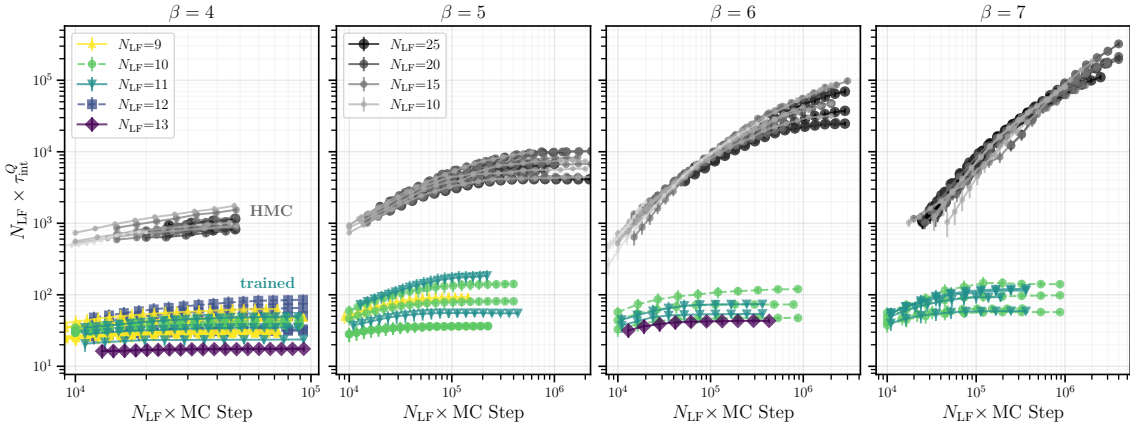 β = 4
β = 5
β = 6
β = 7
N_LF × τ^Q_int
10^5
10^4
10^3
10^2
10^1
N_LF=9
N_LF=10
N_LF=11
N_LF=12
N_LF=13
N_LF=25
N_LF=20
N_LF=15
N_LF=10
HMC
trained
10^4 10^5
10^4 10^5 10^6
10^4 10^5 10^6
10^4 10^5 10^6
N_LF × MC Step
N_LF × MC Step
N_LF × MC Step
N_LF × MC Step